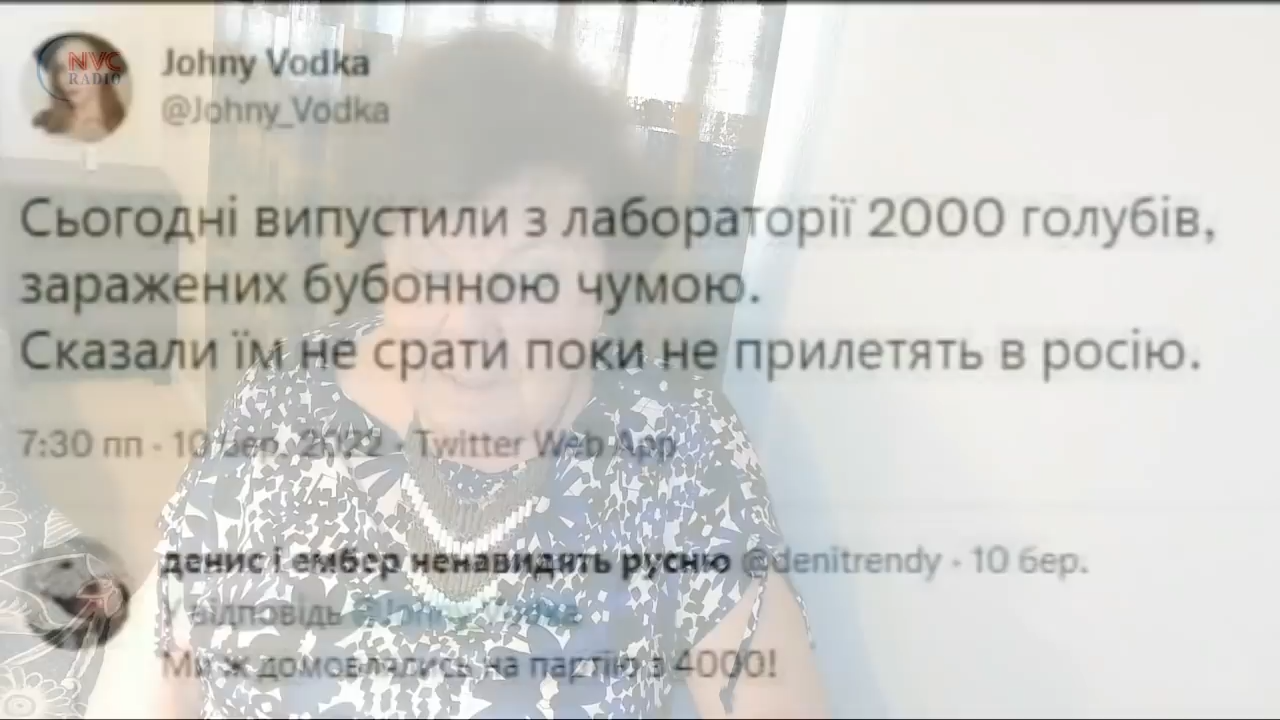 NVC
RADIO
Johny Vodka
@Johny_Vodka
Сьогодні випустили з лабораторії 2000 голубів,
заражених бубонною чумою.
Сказали їм не срати поки не прилетять в росію.
7:30 пп · 10 бер. 2022 · Twitter Web App
денис і ембер ненавидять русню @denitrendy · 10 бер.
У відповідь @Johny_Vodka
Ми ж домовлялись на партію з 4000!